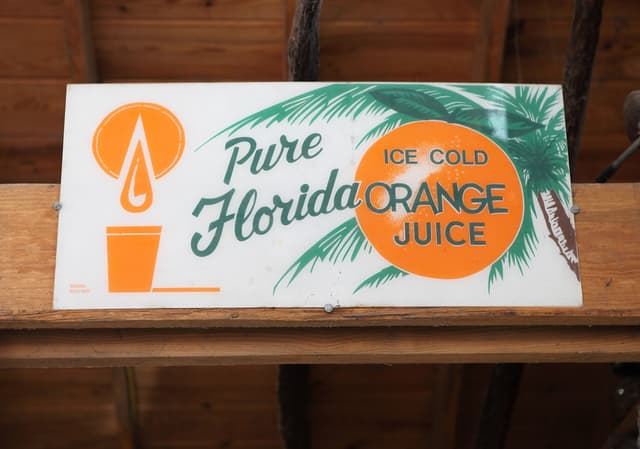 Pure
Florida
ICE COLD
ORANGE
JUICE